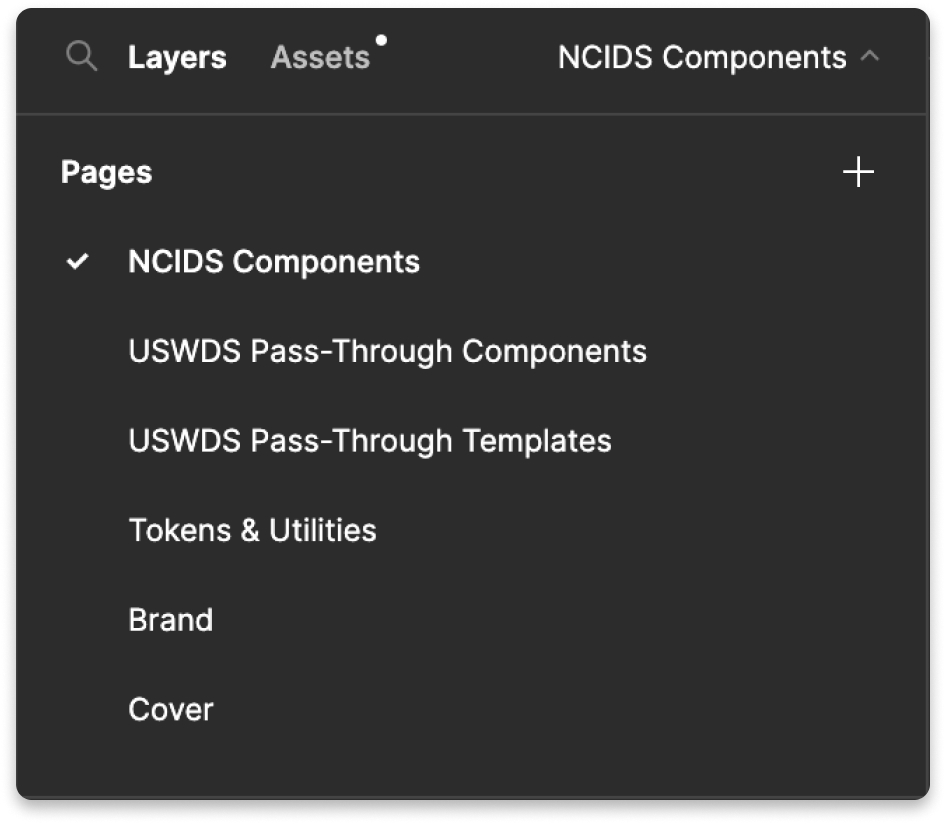 Layers Assets NCIDS Components
Pages
NCIDS Components
USWDS Pass-Through Components
USWDS Pass-Through Templates
Tokens & Utilities
Brand
Cover